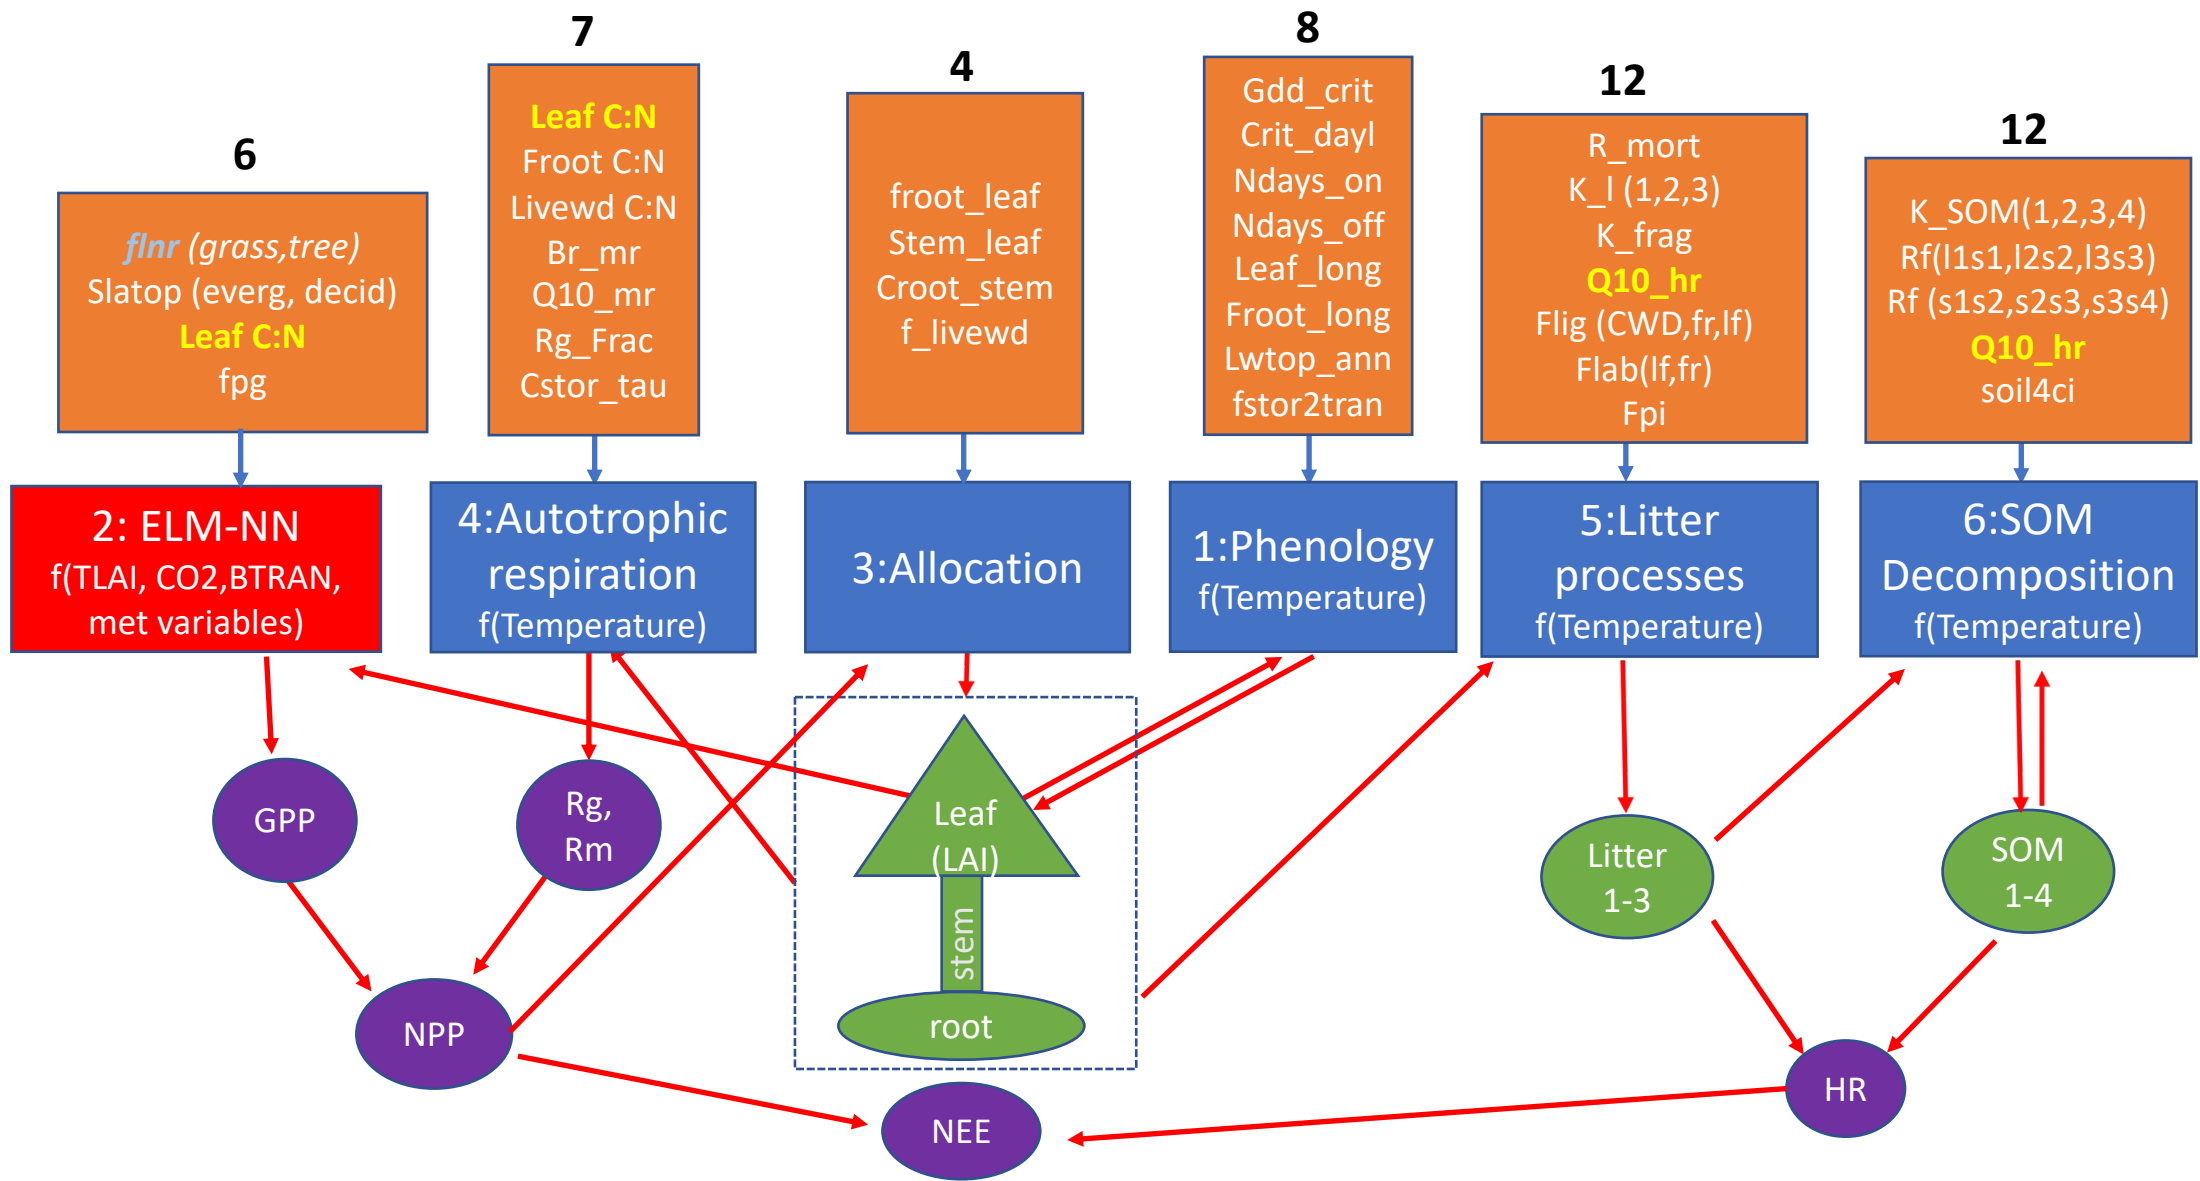 6
flnr (grass,tree)
Slatop (everg, decid)
Leaf C:N
fpg
7
Leaf C:N
Froot C:N
Livewd C:N
Br_mr
Q10_mr
Rg_Frac
Cstor_tau
4
froot_leaf
Stem_leaf
Croot_stem
f_livewd
8
Gdd_crit
Crit_dayl
Ndays_on
Ndays_off
Leaf_long
Froot_long
Lwtop_ann
fstor2tran
12
R_mort
K_l (1,2,3)
K_frag
Q10_hr
Flig (CWD,fr,lf)
Flab(lf,fr)
Fpi
12
K_SOM(1,2,3,4)
Rf(l1s1,l2s2,l3s3)
Rf (s1s2,s2s3,s3s4)
Q10_hr
soil4ci
2: ELM-NN
f(TLAI, CO2,BTRAN,
met variables)
4:Autotrophic
respiration
f(Temperature)
3:Allocation
1:Phenology
f(Temperature)
5:Litter
processes
f(Temperature)
6:SOM
Decomposition
f(Temperature)
GPP
Rg,
Rm
Leaf
(LAI)
stem
root
Litter
1-3
SOM
1-4
NPP
NEE
HR